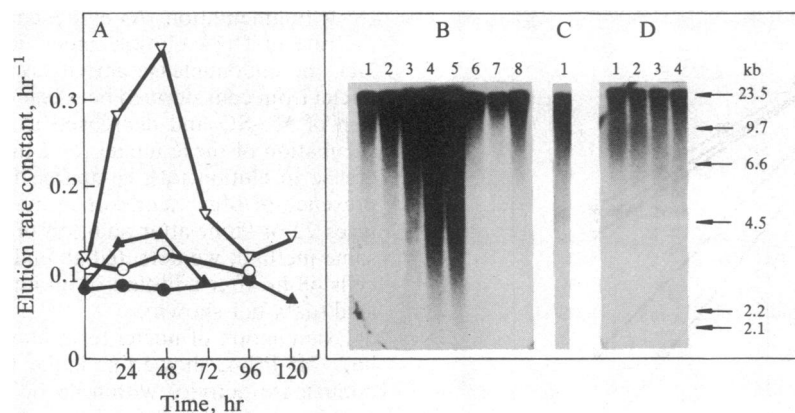 A
B
C
D
Elution rate constant, hr⁻¹
0.3
0.2
0.1
0
24 48 72 96 120
Time, hr
1 2 3 4 5 6 7 8
1
1 2 3 4
kb
23.5
9.7
6.6
4.5
2.2
2.1